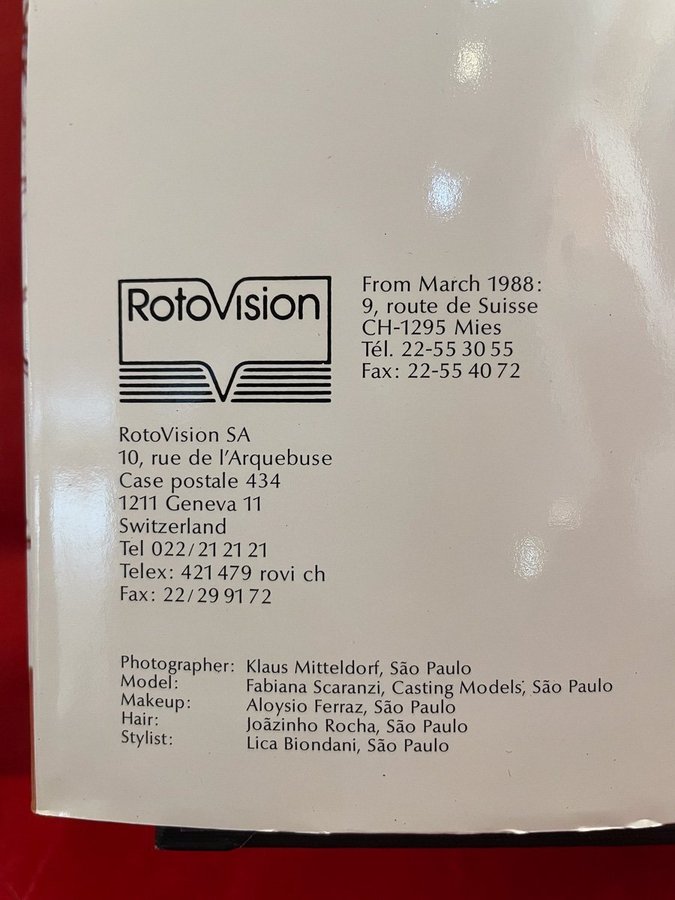 RotoVision
From March 1988:
9, route de Suisse
CH-1295 Mies
Tél. 22-55 30 55
Fax: 22-55 40 72
RotoVision SA
10, rue de l'Arquebuse
Case postale 434
1211 Geneva 11
Switzerland
Tel 022/21 21 21
Telex: 421 479 rovi ch
Fax: 22/29 91 72
Photographer: Klaus Mitteldorf, São Paulo
Model: Fabiana Scaranzi, Casting Models, São Paulo
Makeup: Aloysio Ferraz, São Paulo
Hair: Joãzinho Rocha, São Paulo
Stylist: Lica Biondani, São Paulo